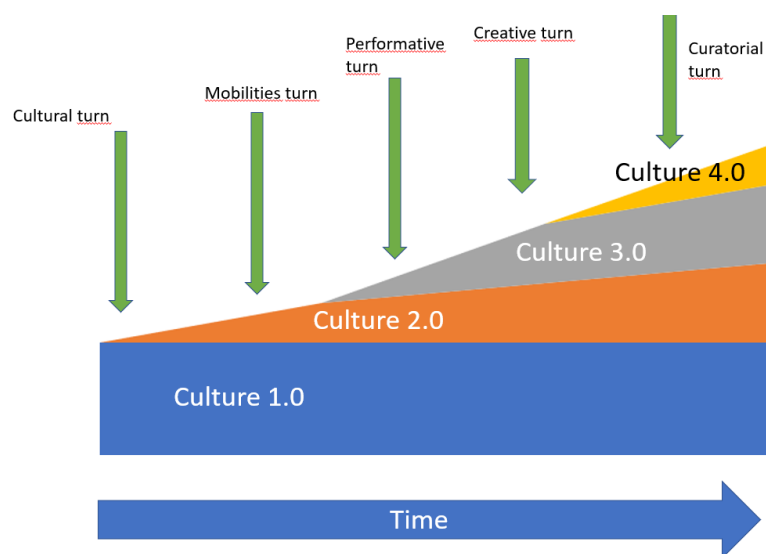 Cultural turn
Mobilities turn
Performative
turn
Creative turn
Curatorial
turn
Culture 4.0
Culture 3.0
Culture 2.0
Culture 1.0
Time